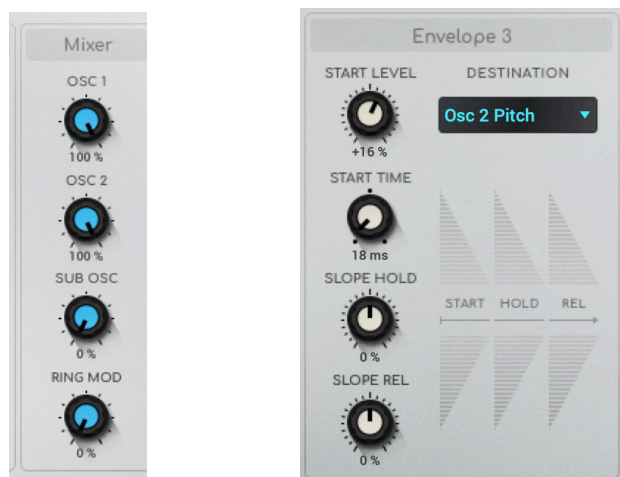 Mixer
OSC 1
100 %
OSC 2
100 %
SUB OSC
0 %
RING MOD
0 %
Envelope 3
START LEVEL
+16 %
DESTINATION
Osc 2 Pitch
START TIME
18 ms
SLOPE HOLD
0 %
SLOPE REL
0 %
START HOLD REL